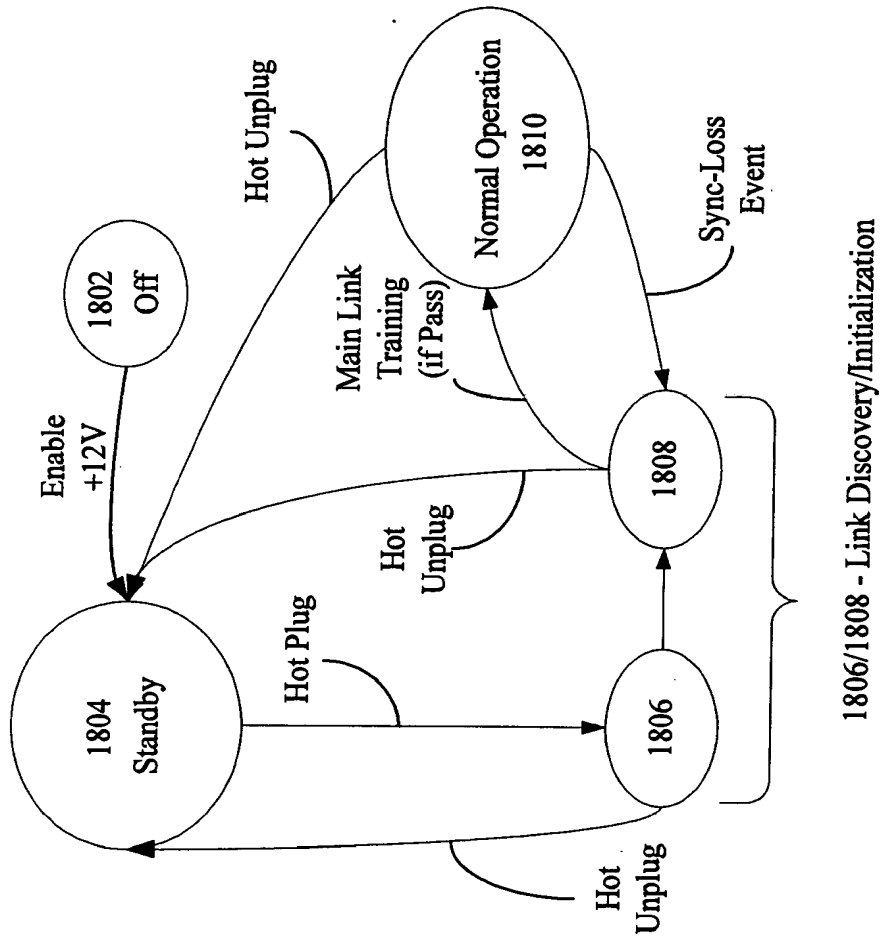 1802
Off
Enable
+12V
Hot Unplug
1804
Standby
Hot Plug
Hot
Unplug
Main Link
Training
(if Pass)
Normal Operation
1810
Sync-Loss
Event
1806
1808
Hot
Unplug
1806/1808 - Link Discovery/Initialization